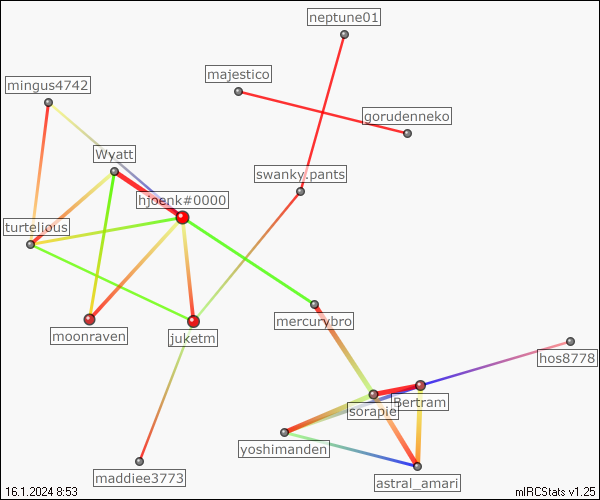 neptune01
majestico
mingus4742
gorudenneko
Wyatt
swanky.pants
hjoenk#0000
turtelious
mercurybro
moonraven
juketm
hos8778
Bertram
sorapie
yoshimanden
maddiee3773
astral_amari
16.1.2024 8:53
mIRCStats v1.25